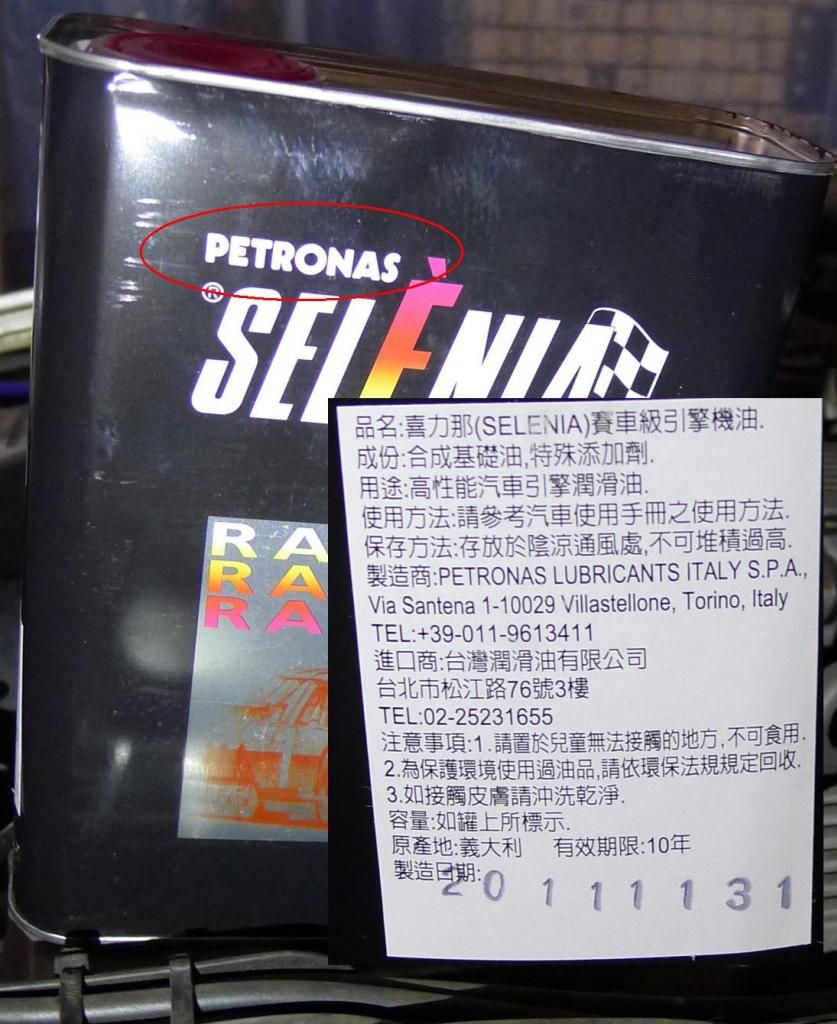 PETRONAS
®
SELÈNIA
RA
RA
RA
品名:喜力那(SELENIA)賽車級引擎機油.
成份:合成基礎油,特殊添加劑.
用途:高性能汽車引擎潤滑油.
使用方法:請參考汽車使用手冊之使用方法.
保存方法:存放於陰涼通風處,不可堆積過高.
製造商:PETRONAS LUBRICANTS ITALY S.P.A.,
Via Santena 1-10029 Villastellone, Torino, Italy
TEL:+39-011-9613411
進口商:台灣潤滑油有限公司
台北市松江路76號3樓
TEL:02-25231655
注意事項:1.請置於兒童無法接觸的地方,不可食用.
2.為保護環境使用過油品,請依環保法規規定回收.
3.如接觸皮膚請沖洗乾淨.
容量:如罐上所標示.
原產地:義大利 有效期限:10年
製造日期:
20111131